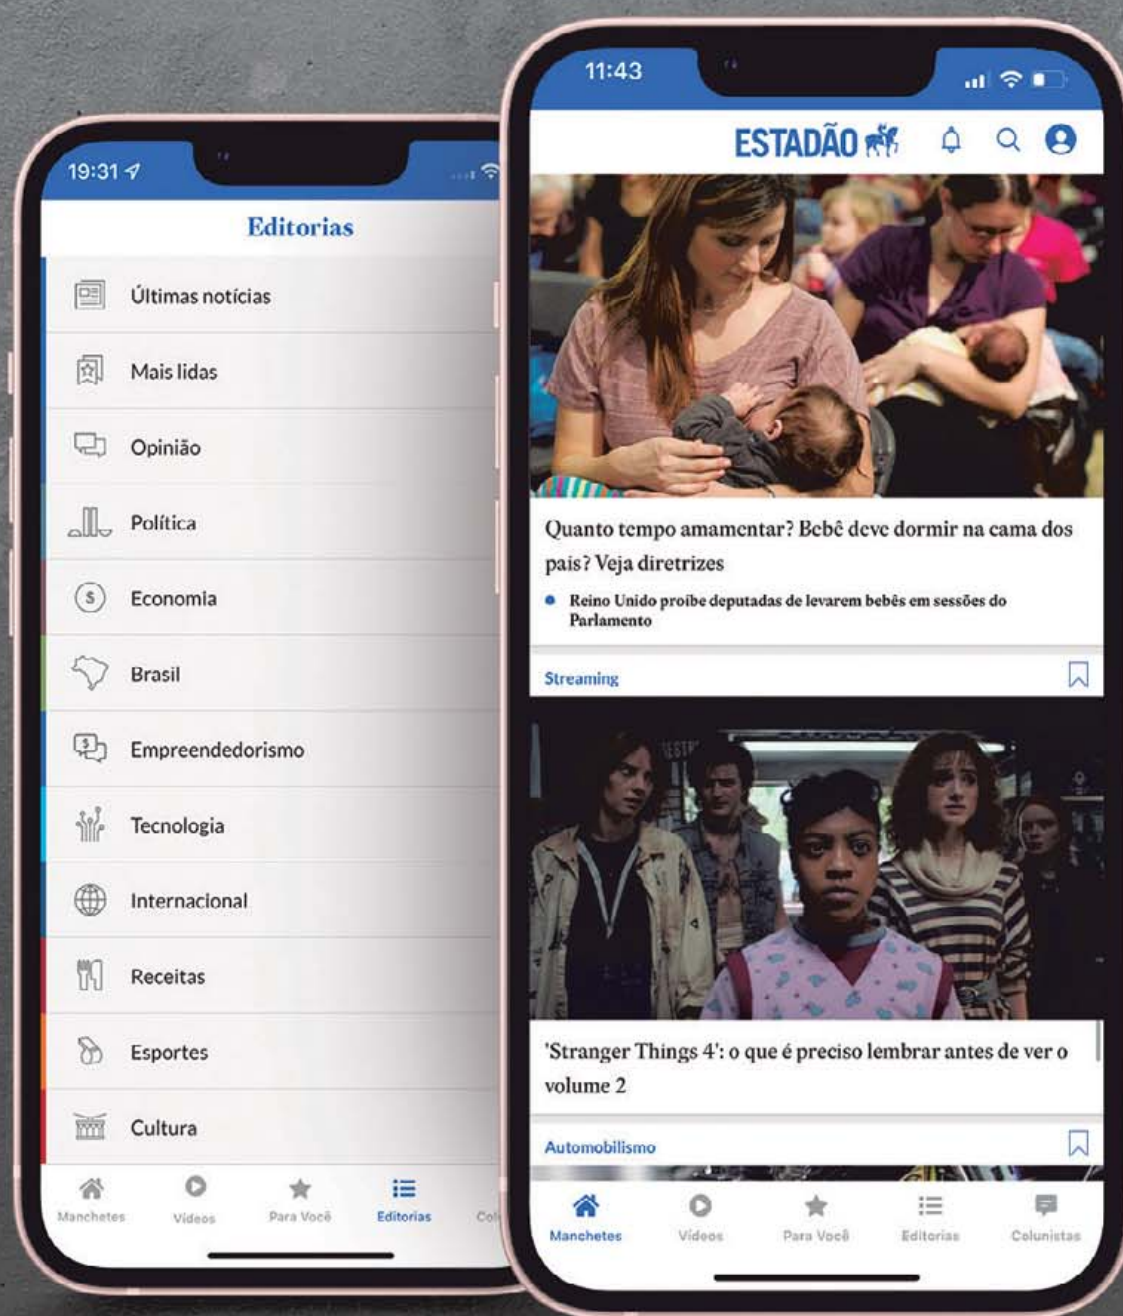 19:31
Editorias
Últimas notícias
Mais lidas
Opinião
Política
Economia
Brasil
Empreendedorismo
Tecnologia
Internacional
Receitas
Esportes
Cultura
Manchetes
Vídeos
Para Você
Editorias
Col
11:43
ESTADÃO
Quanto tempo amamentar? Bebê deve dormir na cama dos
pais? Veja diretrizes
Reino Unido proíbe deputadas de levarem bebês em sessões do
Parlamento
Streaming
'Stranger Things 4': o que é preciso lembrar antes de ver o
volume 2
Automobilismo
Manchetes
Vídeos
Para Você
Editorias
Colunistas